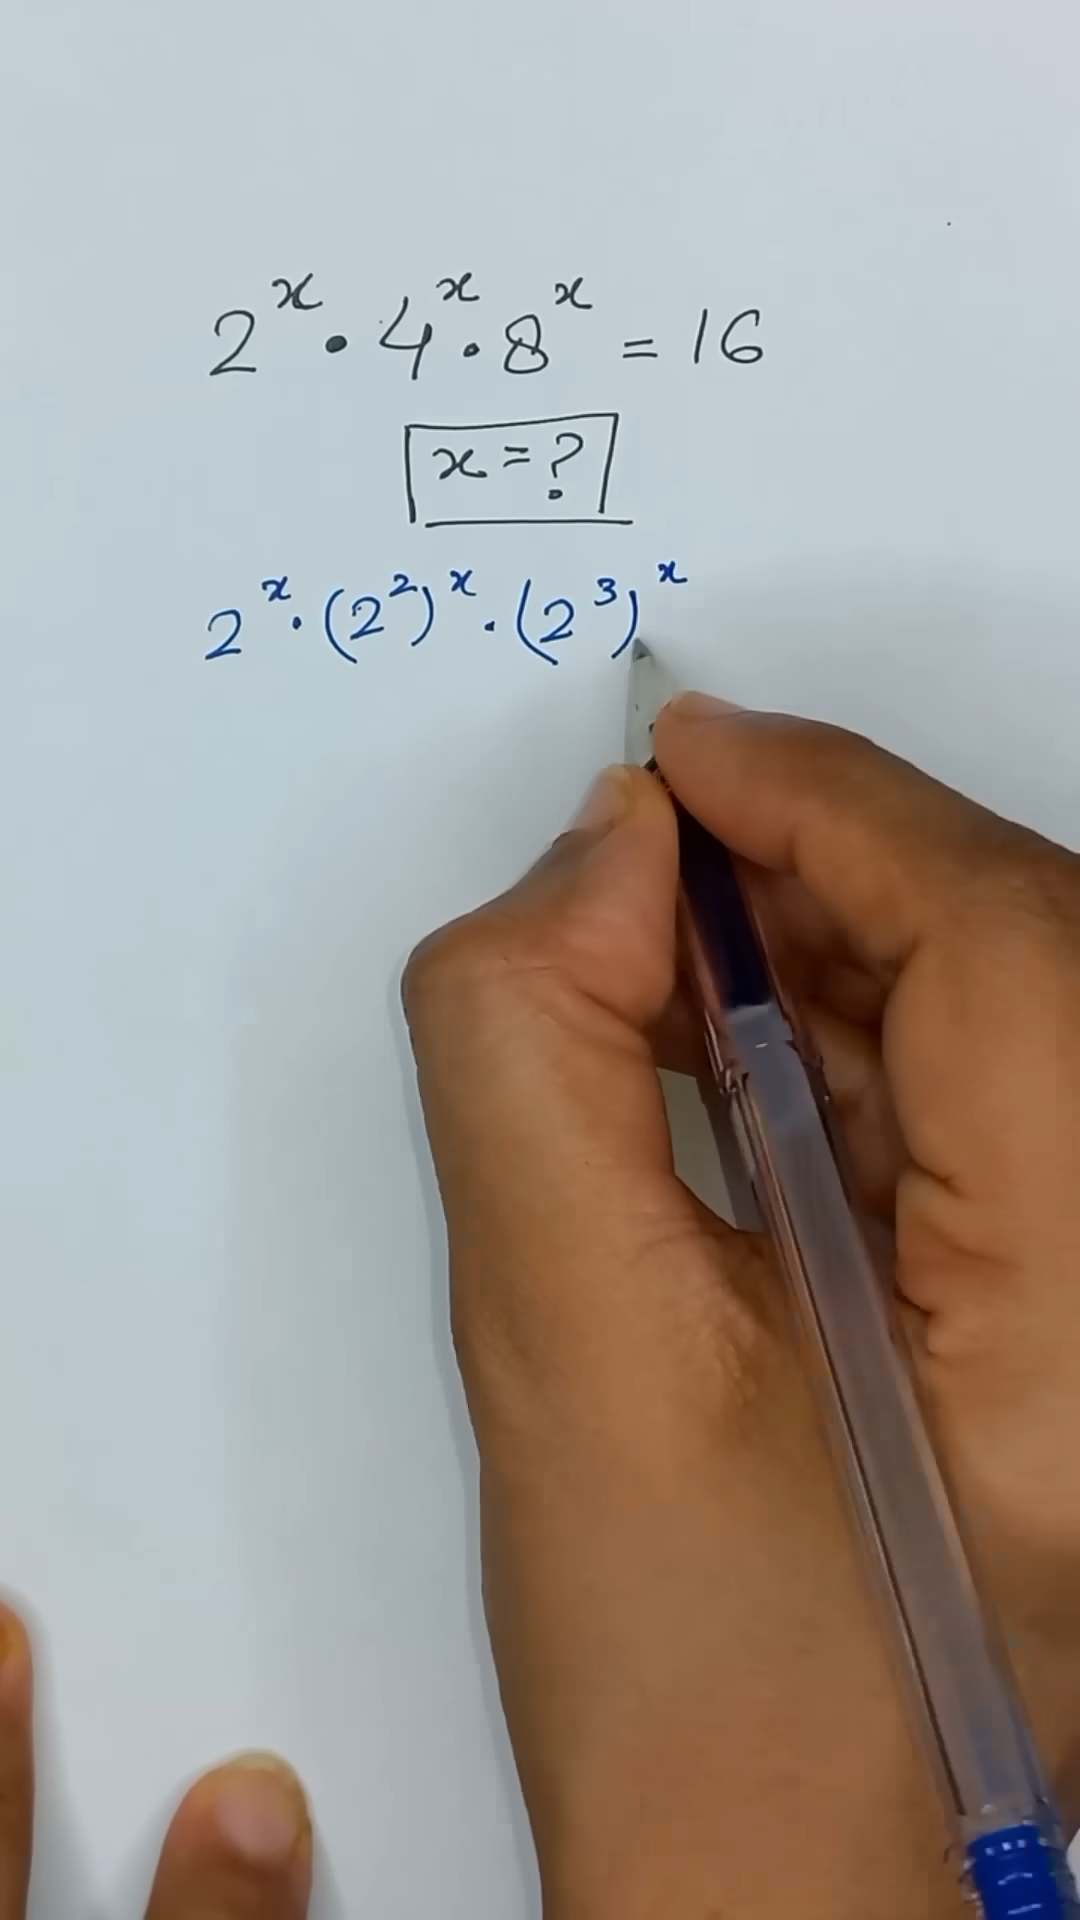 2^x · 4^x · 8^x = 16
x = ?
2^x · (2^2)^x · (2^3)^x